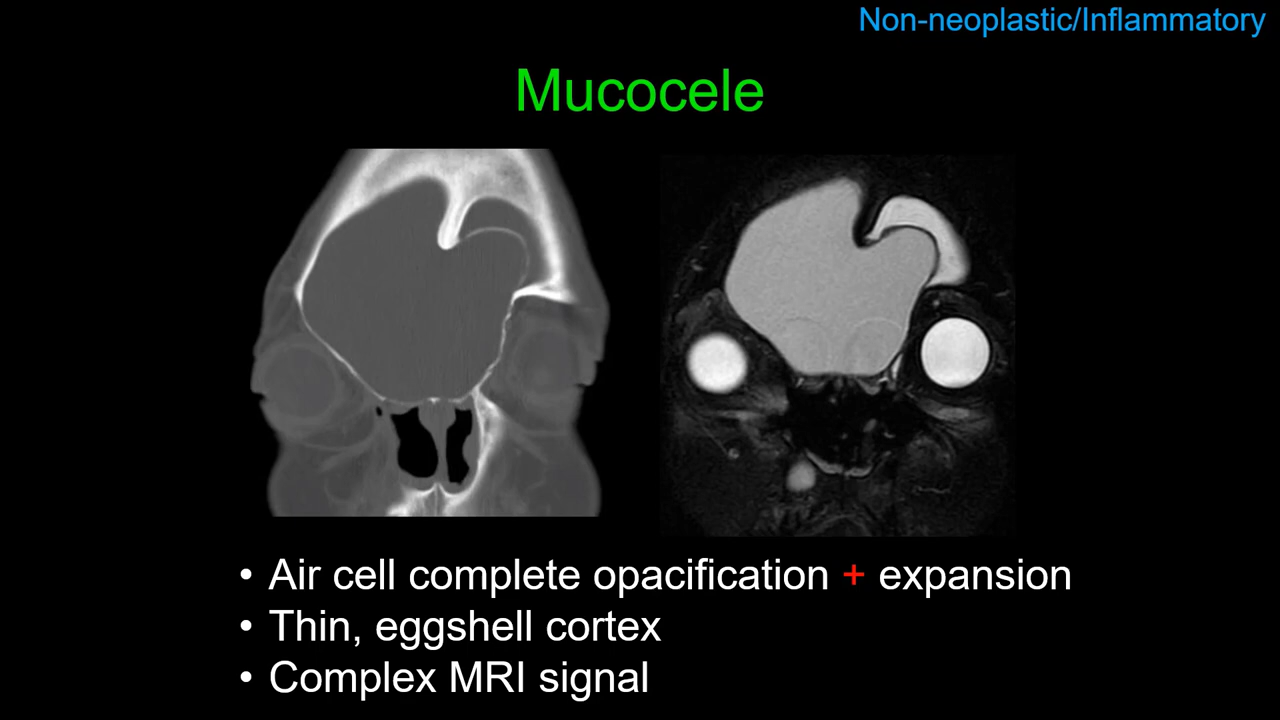 Non-neoplastic/Inflammatory
Mucocele
• Air cell complete opacification + expansion
• Thin, eggshell cortex
• Complex MRI signal